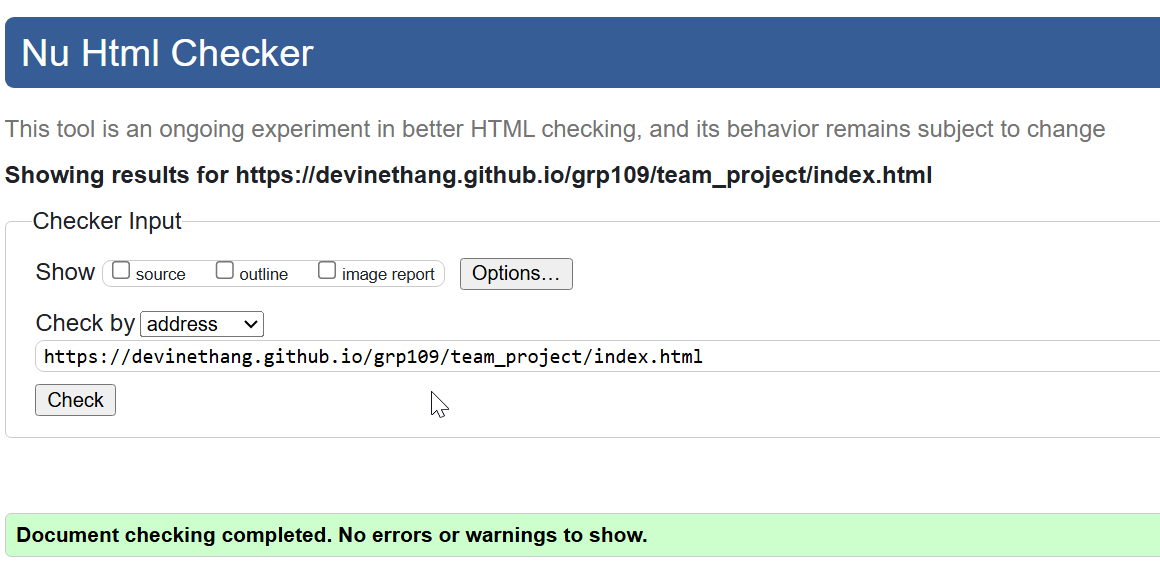 Nu Html Checker
This tool is an ongoing experiment in better HTML checking, and its behavior remains subject to change
Showing results for https://devinethang.github.io/grp109/team_project/index.html
Checker Input
Show source outline image report Options…
Check by address
https://devinethang.github.io/grp109/team_project/index.html
Check
Document checking completed. No errors or warnings to show.